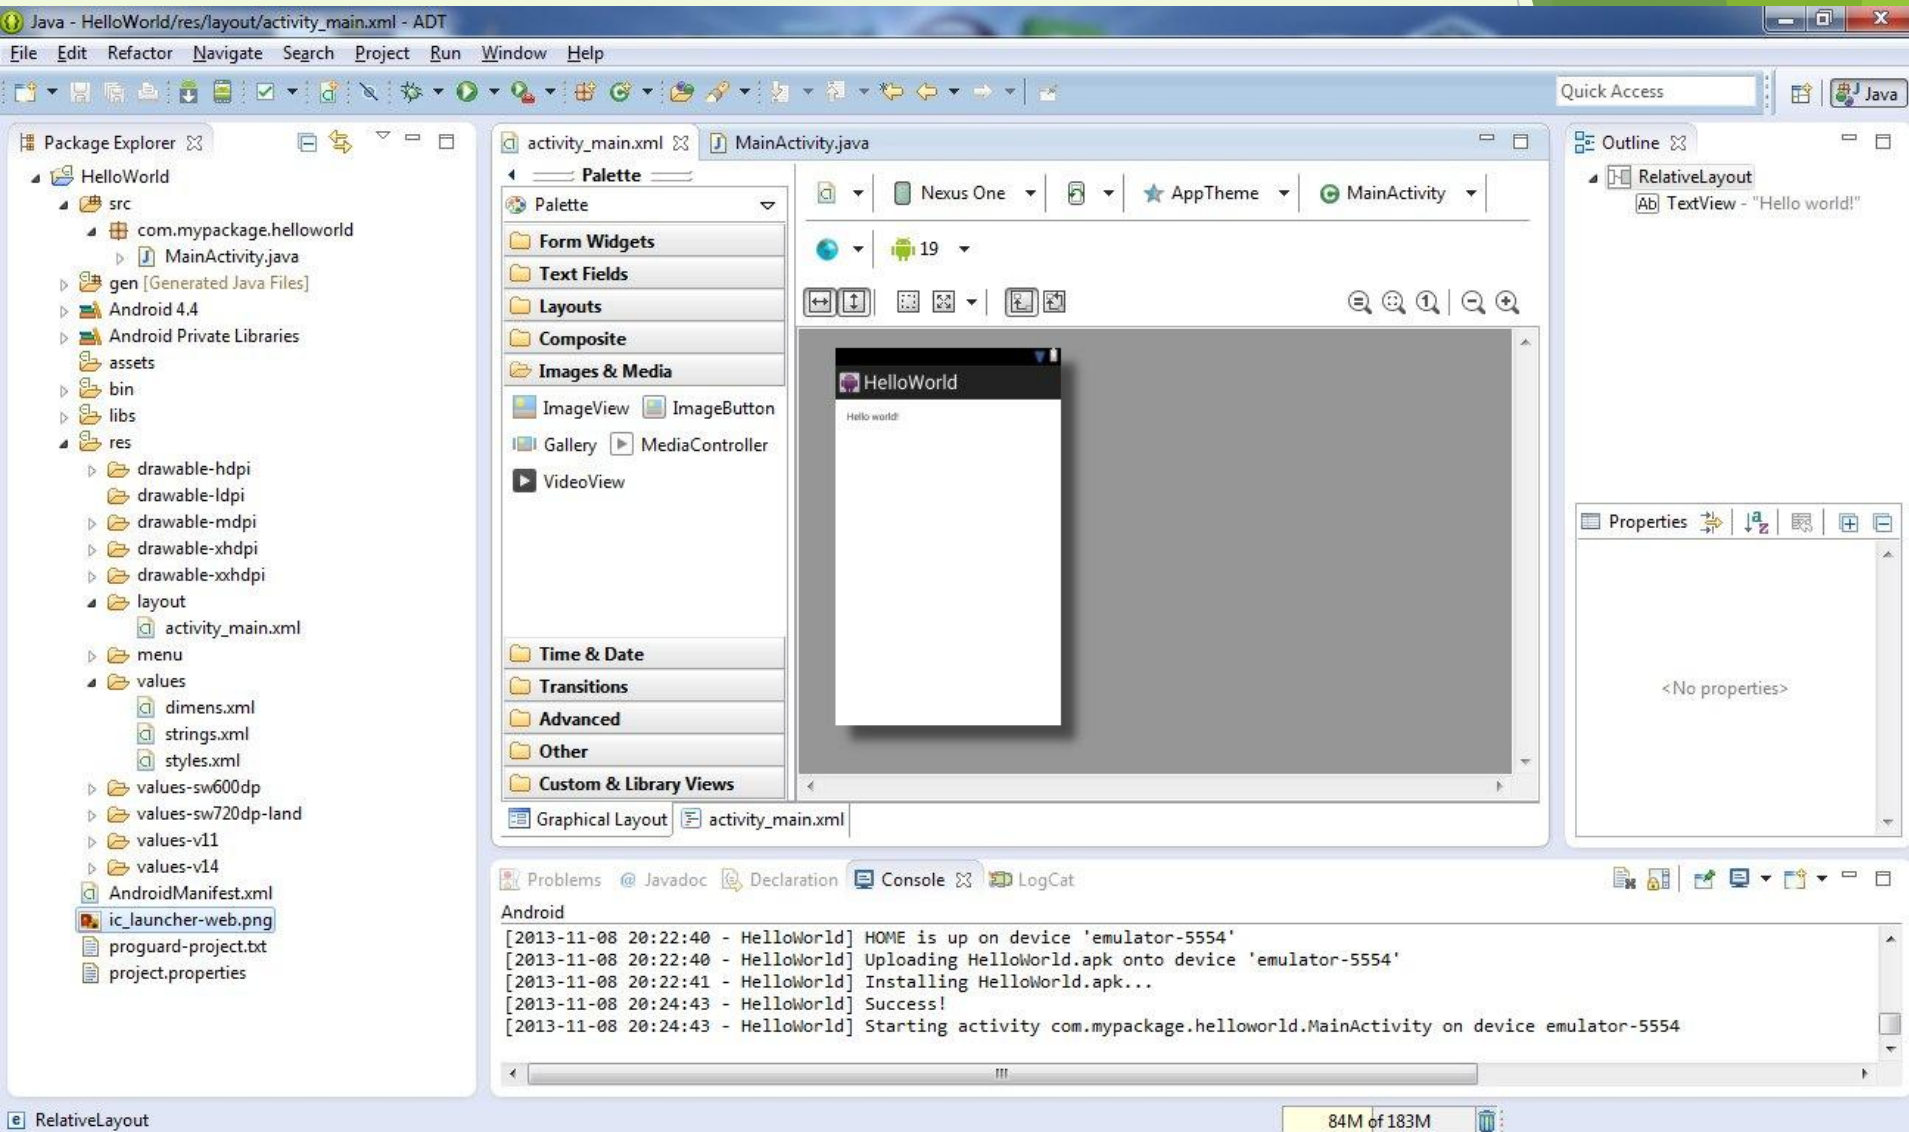 Java - HelloWorld/res/layout/activity_main.xml - ADT
File Edit Refactor Navigate Search Project Run Window Help
Quick Access
Java
Package Explorer
HelloWorld
src
com.mypackage.helloworld
MainActivity.java
gen [Generated Java Files]
Android 4.4
Android Private Libraries
assets
bin
libs
res
drawable-hdpi
drawable-ldpi
drawable-mdpi
drawable-xhdpi
drawable-xxhdpi
layout
activity_main.xml
menu
values
dimens.xml
strings.xml
styles.xml
values-sw600dp
values-sw720dp-land
values-v11
values-v14
AndroidManifest.xml
ic_launcher-web.png
proguard-project.txt
project.properties
activity_main.xml MainActivity.java
Palette
Palette
Form Widgets
Text Fields
Layouts
Composite
Images & Media
ImageView ImageButton
Gallery MediaController
VideoView
Time & Date
Transitions
Advanced
Other
Custom & Library Views
Nexus One AppTheme MainActivity
19
HelloWorld
Hello world!
Graphical Layout activity_main.xml
Outline
RelativeLayout
Ab TextView - "Hello world!"
Properties
<No properties>
Problems @ Javadoc Declaration Console LogCat
Android
[2013-11-08 20:22:40 - HelloWorld] HOME is up on device 'emulator-5554'
[2013-11-08 20:22:40 - HelloWorld] Uploading HelloWorld.apk onto device 'emulator-5554'
[2013-11-08 20:22:41 - HelloWorld] Installing HelloWorld.apk...
[2013-11-08 20:24:43 - HelloWorld] Success!
[2013-11-08 20:24:43 - HelloWorld] Starting activity com.mypackage.helloworld.MainActivity on device emulator-5554
RelativeLayout
84M of 183M